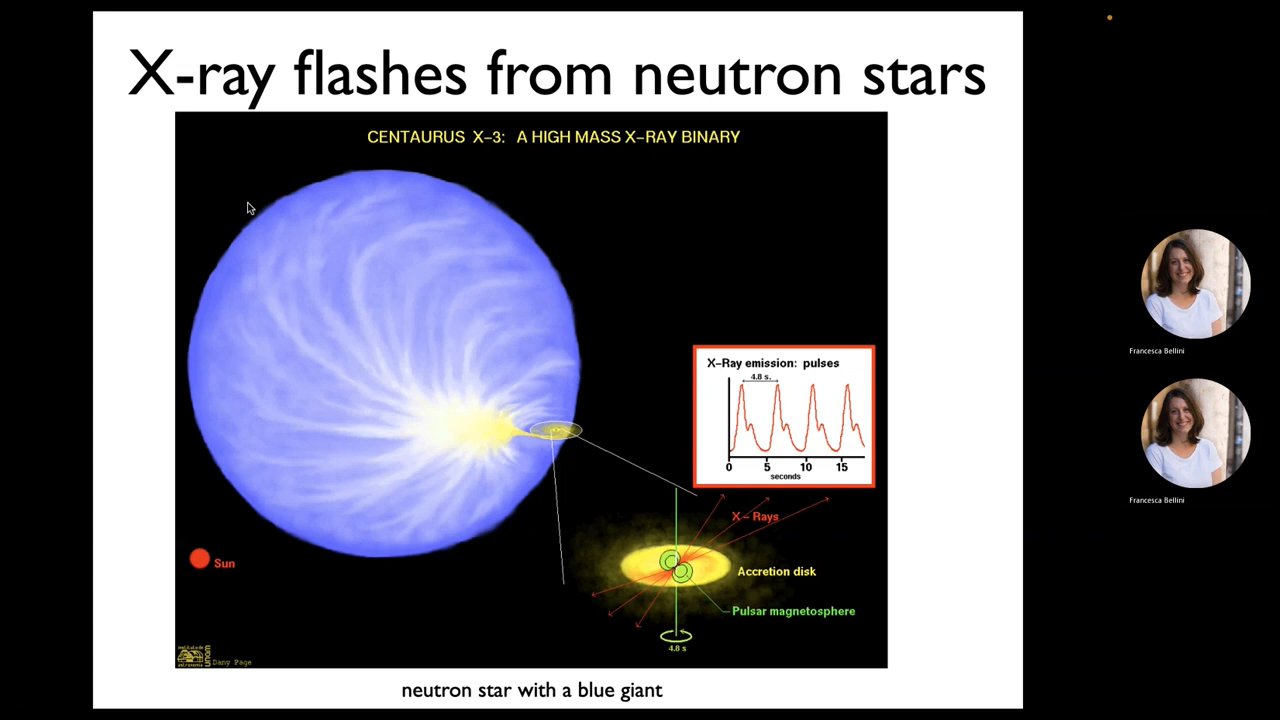 X-ray flashes from neutron stars
CENTAURUS X-3: A HIGH MASS X-RAY BINARY
X-Ray emission: pulses
4.8 s.
0 5 10 15
seconds
X - Rays
Sun
Accretion disk
Pulsar magnetosphere
4.8 s
Dany Page
neutron star with a blue giant
Francesca Bellini
Francesca Bellini